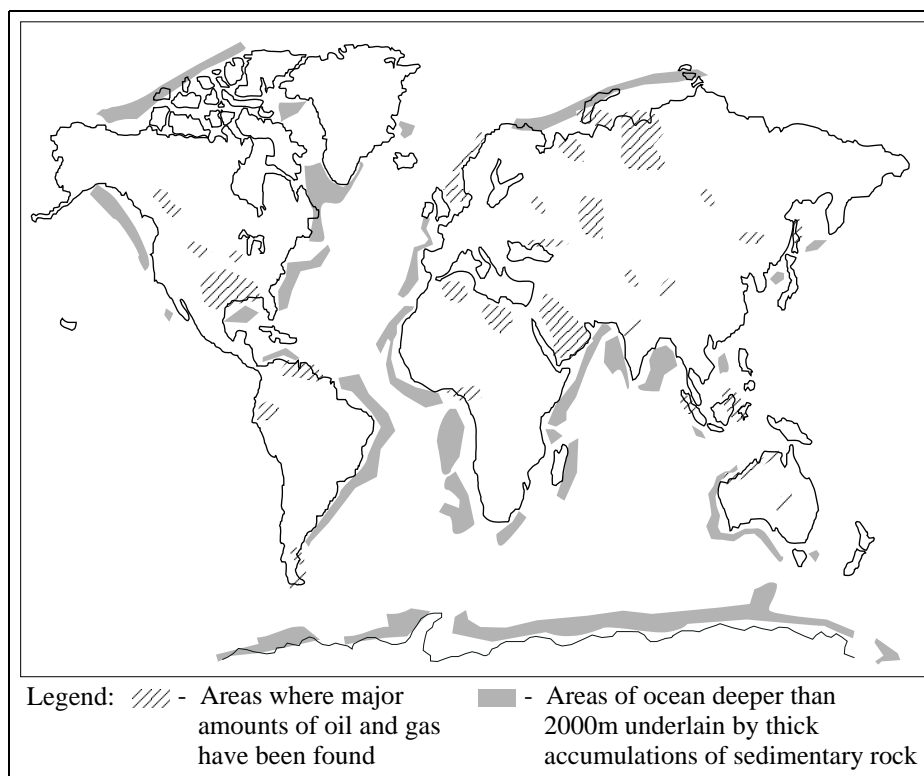 Legend: - Areas where major amounts of oil and gas have been found
- Areas of ocean deeper than 2000m underlain by thick accumulations of sedimentary rock